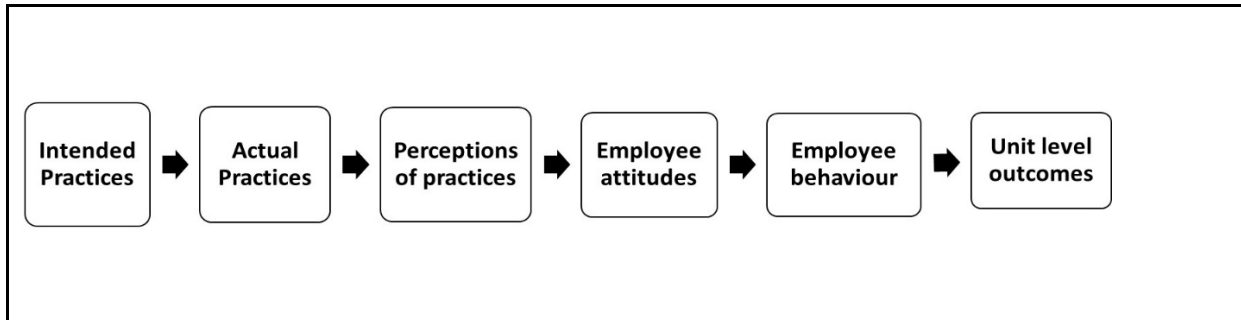 Intended
Practices
Actual
Practices
Perceptions
of practices
Employee
attitudes
Employee
behaviour
Unit level
outcomes